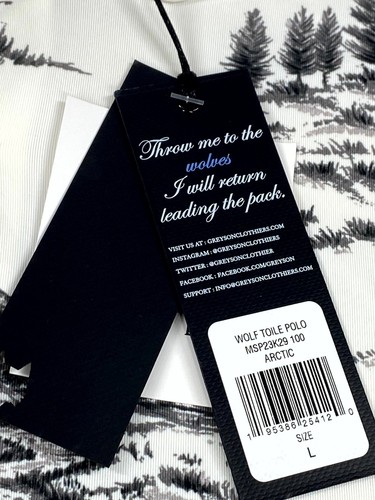 Throw me to the
wolves
I will return
leading the pack.
VISIT US AT : GREYSONCLOTHIERS.COM
INSTAGRAM : @GREYSONCLOTHIERS
TWITTER : @GREYSONCLOTHIER
FACEBOOK : FACEBOOK.COM/GREYSON
SUPPORT : INFO@GREYSONCLOTHIERS.COM
WOLF TOILE POLO
MSP23K29 100
ARCTIC
1 95386 25412 0
SIZE
L